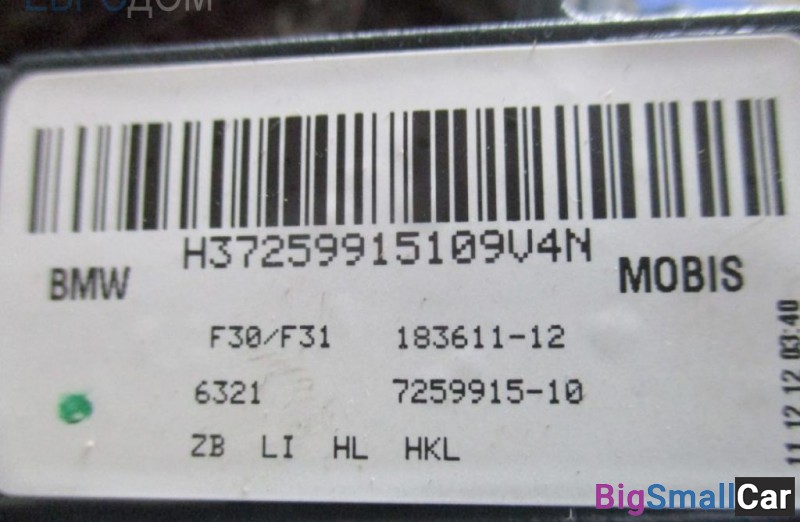 ЕВРОДОМ
H37259915109V4N
BMW MOBIS
F30/F31 183611-12
6321 7259915-10
ZB LI HL HKL
11 12 12 03:40
BigSmallCar